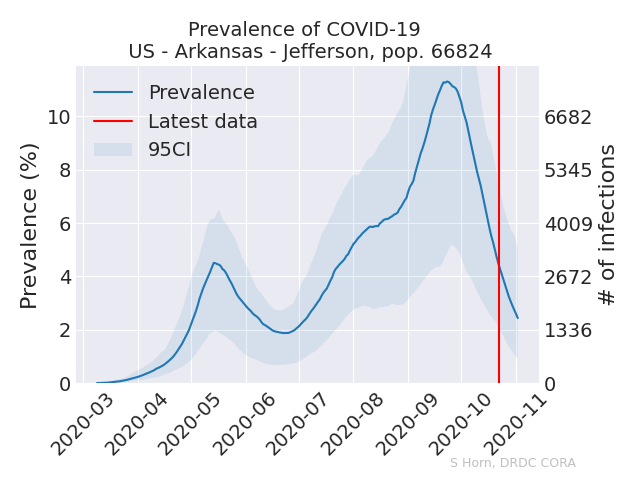 Prevalence of COVID-19
US - Arkansas - Jefferson, pop. 66824
Prevalence
Latest data
95CI
Prevalence (%)
10
8
6
4
2
0
6682
5345
4009
2672
1336
0
# of infections
2020-03
2020-04
2020-05
2020-06
2020-07
2020-08
2020-09
2020-10
2020-11
S Horn, DRDC CORA